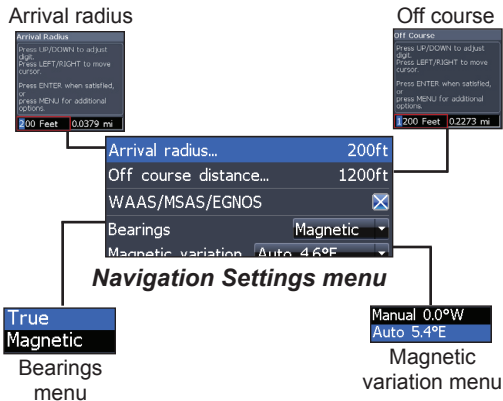 Arrival radius
Off course
Arrival Radius
Press UP/DOWN to adjust
digit.
Press LEFT/RIGHT to move
cursor.
Press ENTER when satisfied,
or
press MENU for additional
options.
200 Feet 0.0379 mi
Off Course
Press UP/DOWN to adjust
digit.
Press LEFT/RIGHT to move
cursor.
Press ENTER when satisfied,
or
press MENU for additional
options.
1200 Feet 0.2273 mi
Arrival radius... 200ft
Off course distance... 1200ft
WAAS/MSAS/EGNOS
Bearings Magnetic
Magnetic variation Auto 4.6°E
Navigation Settings menu
True
Magnetic
Bearings
menu
Manual 0.0°W
Auto 5.4°E
Magnetic
variation menu